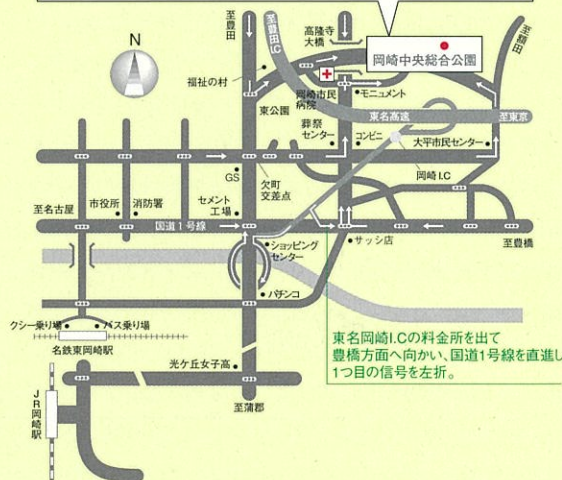 N
至豊田
至豊田I.C
高隆寺
大橋
至額田
岡崎中央総合公園
福祉の村
岡崎市民
病院
モニュメント
東公園
東名高速
至東京
葬祭
センター
コンビニ
大平市民センター
GS
欠町
交差点
岡崎I.C
至名古屋
市役所
消防署
セメント
工場
国道1号線
ショッピング
センター
サッシ店
至豊橋
パチンコ
クシー乗り場
バス乗り場
名鉄東岡崎駅
光ケ丘女子高
JR岡崎駅
至蒲郡
東名岡崎I.Cの料金所を出て
豊橋方面へ向かい、国道1号線を直進し
1つ目の信号を左折。